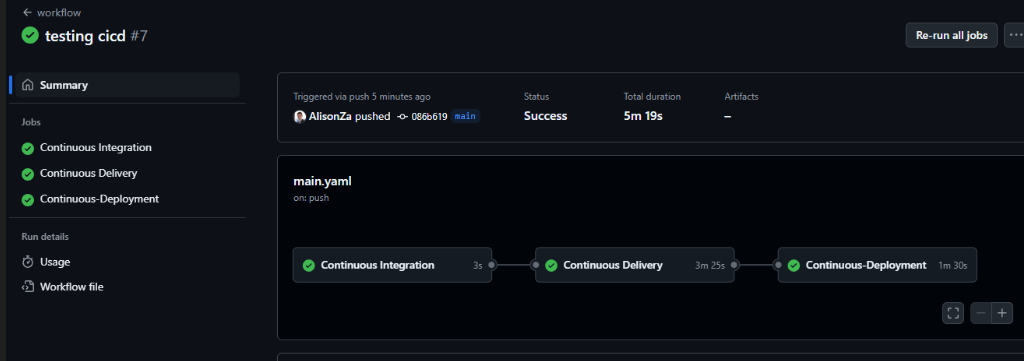 ← workflow
testing cicd #7
Re-run all jobs
...
Summary
Jobs
Continuous Integration
Continuous Delivery
Continuous-Deployment
Run details
Usage
Workflow file
Triggered via push 5 minutes ago
AlisonZa pushed 086b619 main
Status
Success
Total duration
5m 19s
Artifacts
–
main.yaml
on: push
Continuous Integration 3s
Continuous Delivery 3m 25s
Continuous-Deployment 1m 30s